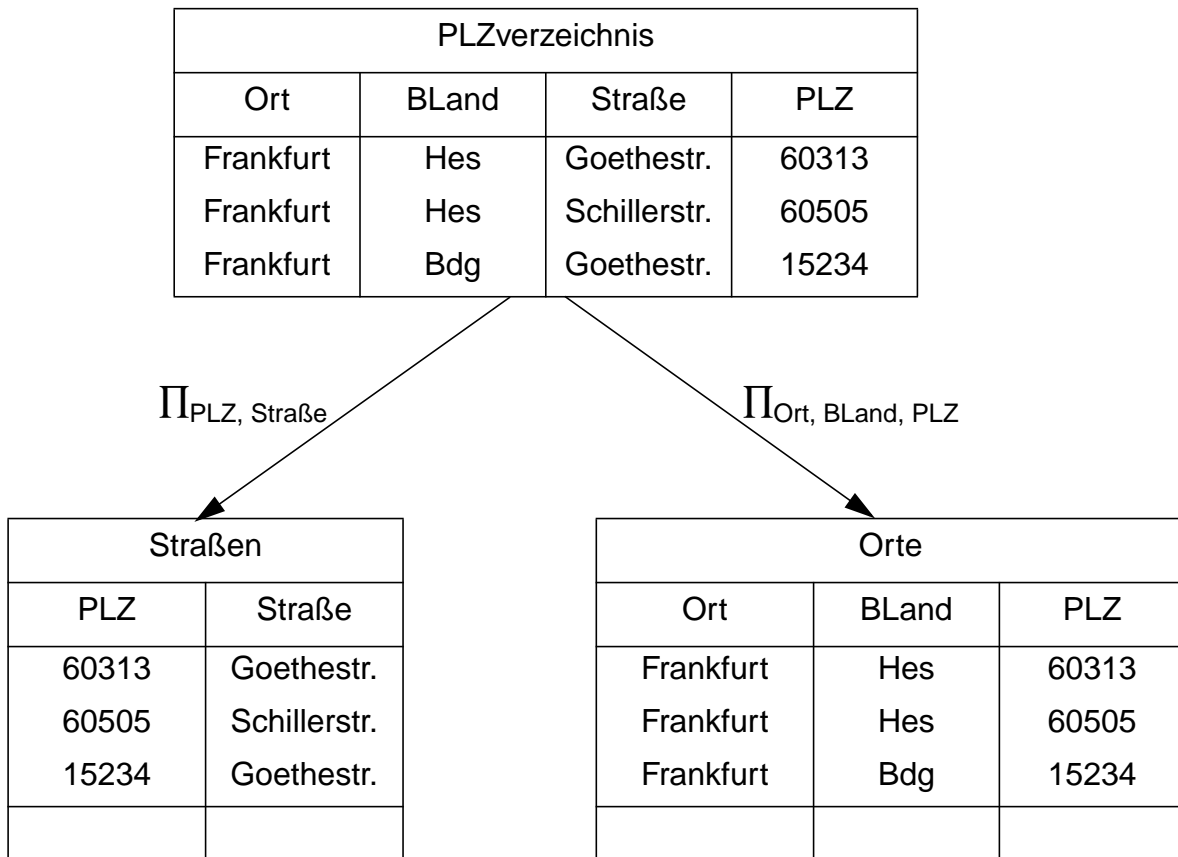 PLZverzeichnis
Ort BLand Straße PLZ
Frankfurt Hes Goethestr. 60313
Frankfurt Hes Schillerstr. 60505
Frankfurt Bdg Goethestr. 15234
∏PLZ, Straße
∏Ort, BLand, PLZ
Straßen
PLZ Straße
60313 Goethestr.
60505 Schillerstr.
15234 Goethestr.
Orte
Ort BLand PLZ
Frankfurt Hes 60313
Frankfurt Hes 60505
Frankfurt Bdg 15234